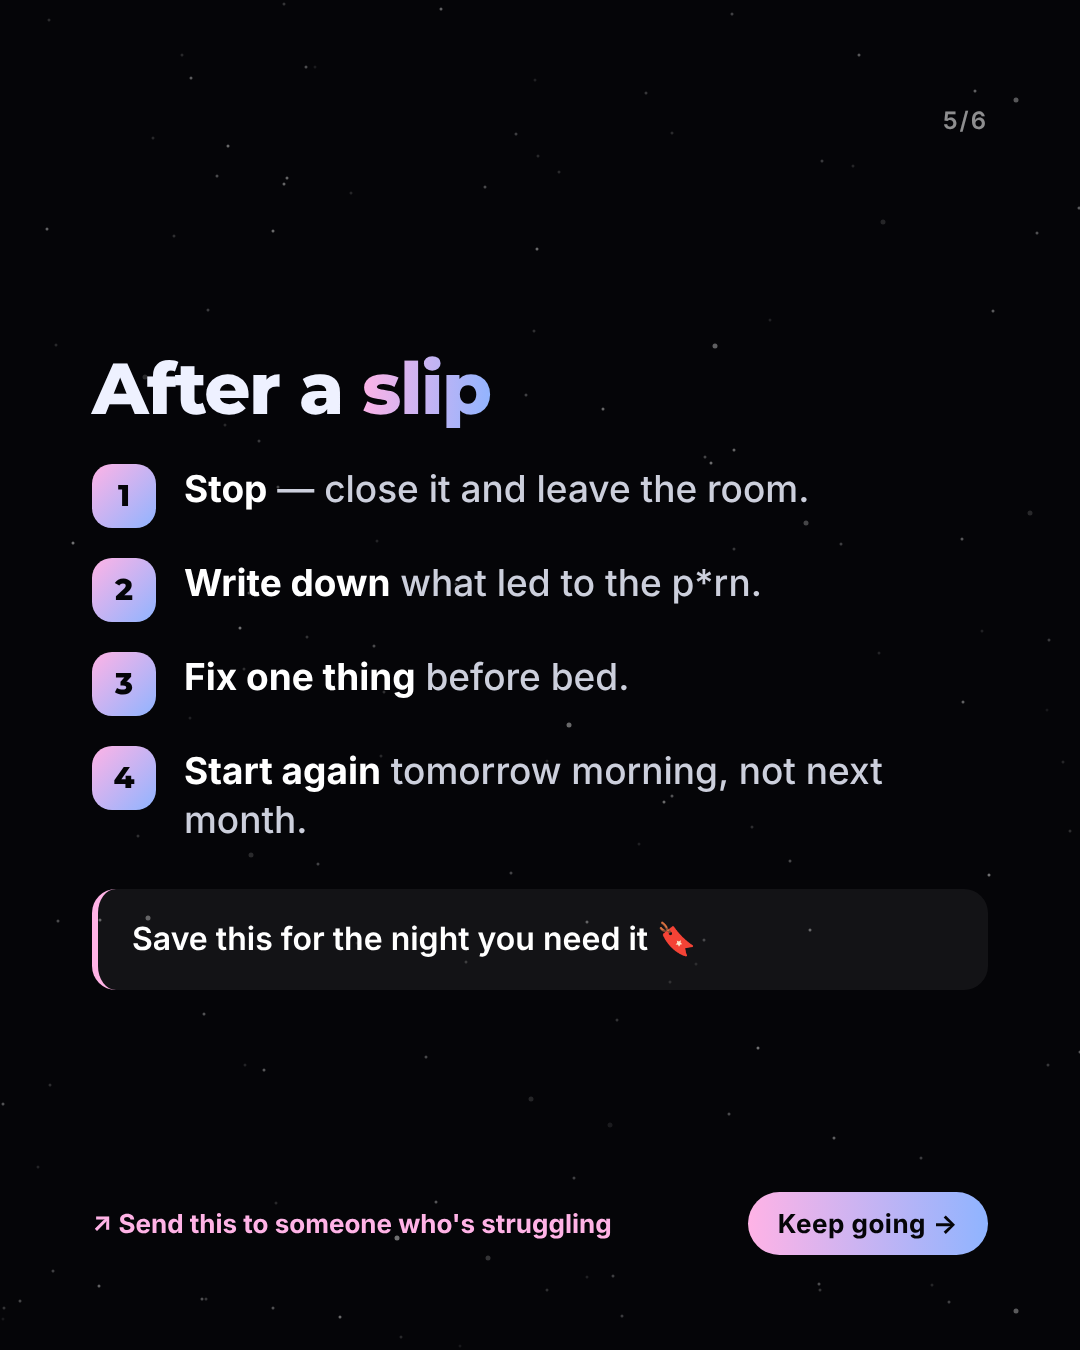 5/6
After a slip
1 Stop — close it and leave the room.
2 Write down what led to the p*rn.
3 Fix one thing before bed.
4 Start again tomorrow morning, not next
month.
Save this for the night you need it 🔖
↗ Send this to someone who's struggling
Keep going →